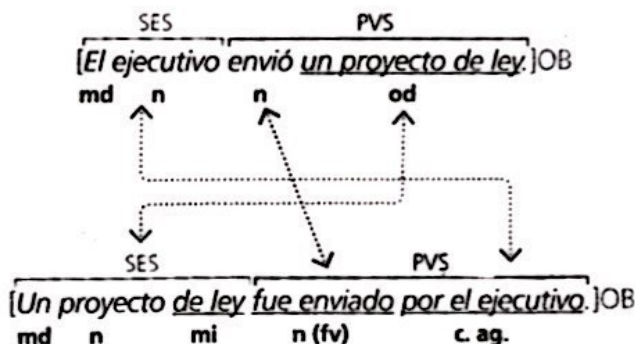 SES PVS
[El ejecutivo envió un proyecto de ley.]OB
md n n od
SES PVS
[Un proyecto de ley fue enviado por el ejecutivo.]OB
md n mi n (fv) c. ag.